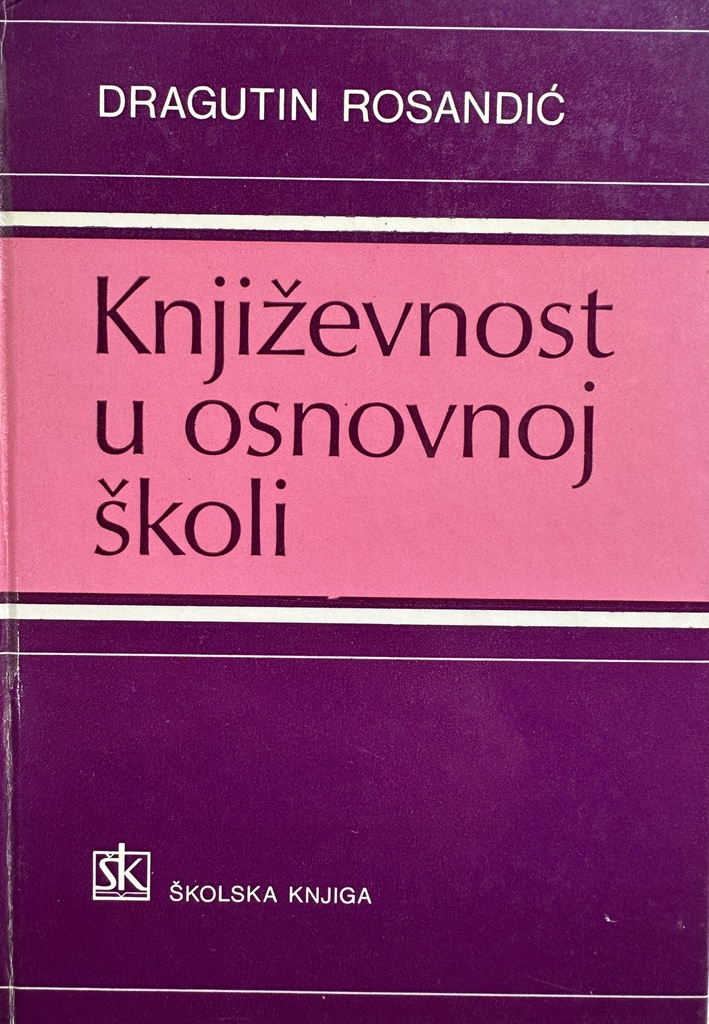 DRAGUTIN ROSANDIĆ
Književnost
u osnovnoj
školi
ŠK
ŠKOLSKA KNJIGA